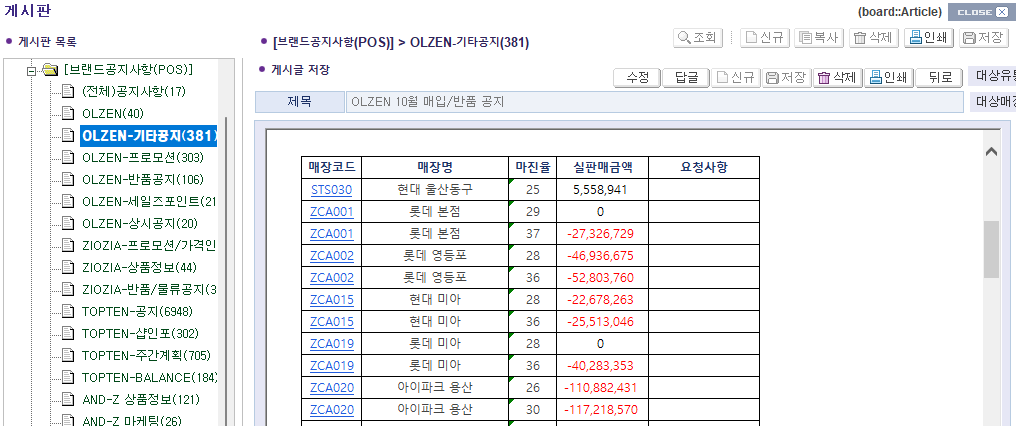 게시판
(board::Article) CLOSE
게시판 목록
[브랜드공지사항(POS)] > OLZEN-기타공지(381)
조회 신규 복사 삭제 인쇄 저장
[브랜드공지사항(POS)]
(전체)공지사항(17)
OLZEN(40)
OLZEN-기타공지(381)
OLZEN-프로모션(303)
OLZEN-반품공지(106)
OLZEN-세일즈포인트(21
OLZEN-상시공지(20)
ZIOZIA-프로모션/가격인
ZIOZIA-상품정보(44)
ZIOZIA-반품/물류공지(3
TOPTEN-공지(6948)
TOPTEN-샵인포(302)
TOPTEN-주간계획(705)
TOPTEN-BALANCE(184)
AND-Z 상품정보(121)
AND-Z 마케팅(26)
게시글 저장
수정 답글 신규 저장 삭제 인쇄 뒤로 대상유통
제목 OLZEN 10월 매입/반품 공지 대상매장
매장코드 매장명 마진율 실판매금액 요청사항
STS030 현대 울산동구 25 5,558,941
ZCA001 롯데 본점 29 0
ZCA001 롯데 본점 37 -27,326,729
ZCA002 롯데 영등포 28 -46,936,675
ZCA002 롯데 영등포 36 -52,803,760
ZCA015 현대 미아 28 -22,678,263
ZCA015 현대 미아 36 -25,513,046
ZCA019 롯데 미아 28 0
ZCA019 롯데 미아 36 -40,283,353
ZCA020 아이파크 용산 26 -110,882,431
ZCA020 아이파크 용산 30 -117,218,570